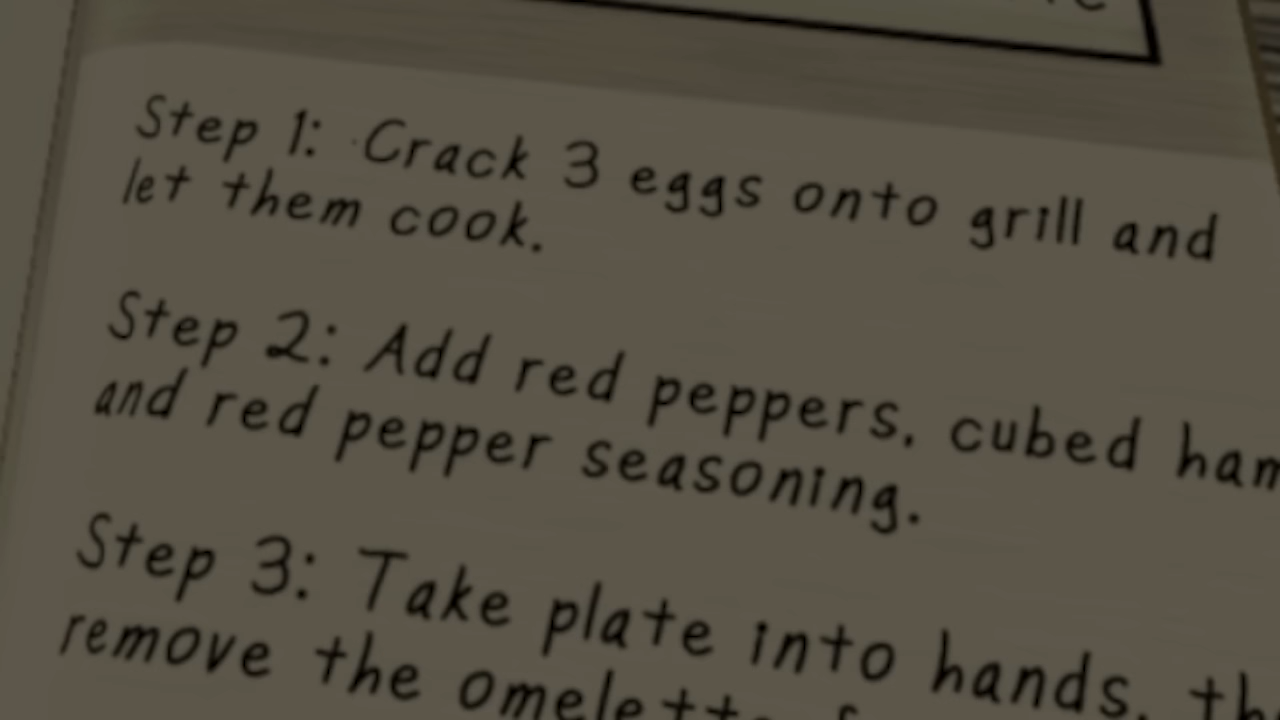 Step 1: Crack 3 eggs onto grill and
let them cook.
Step 2: Add red peppers, cubed ham
and red pepper seasoning.
Step 3: Take plate into hands,
remove the omelette